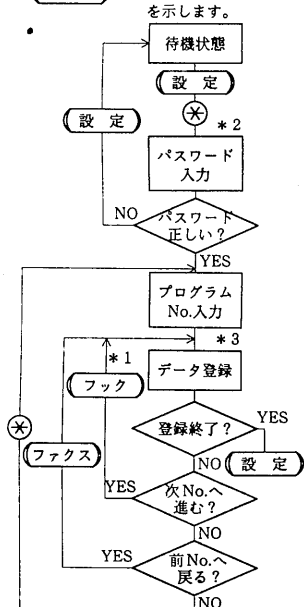 を示します。
待機状態
設 定
設 定
＊2
パスワード
入力
パスワード
正しい？
NO
YES
プログラム
No.入力
＊3
＊1
フック
データ登録
登録終了？
YES
ファクス
NO
設 定
YES
次No.へ
進む？
NO
YES
前No.へ
戻る？
NO